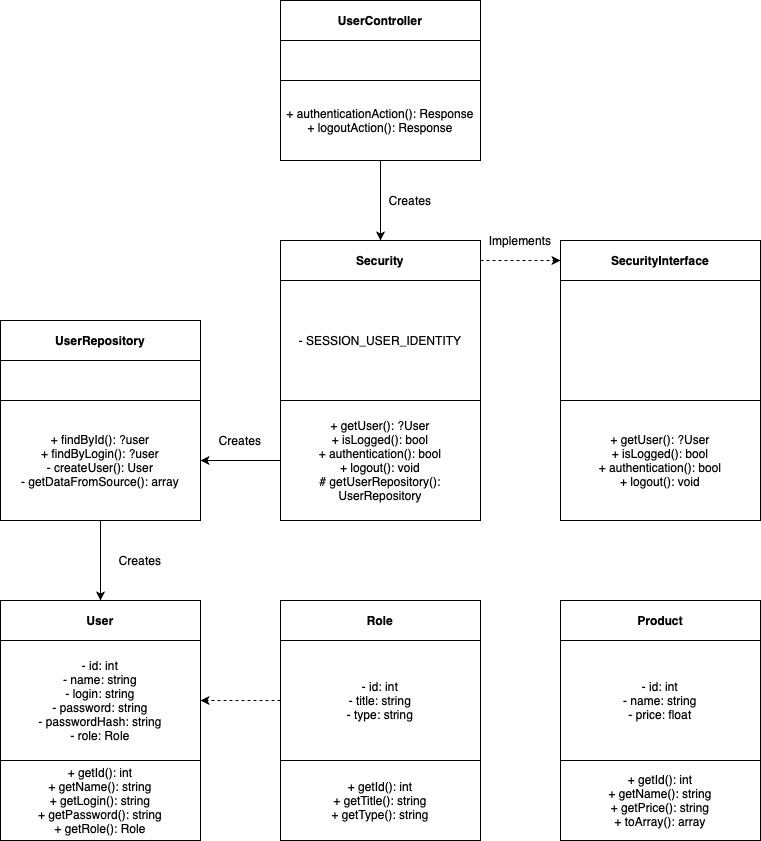 UserController
+ authenticationAction(): Response
+ logoutAction(): Response
Creates
Implements
Security
- SESSION_USER_IDENTITY
+ getUser(): ?User
+ isLogged(): bool
+ authentication(): bool
+ logout(): void
# getUserRepository():
UserRepository
SecurityInterface
+ getUser(): ?User
+ isLogged(): bool
+ authentication(): bool
+ logout(): void
UserRepository
+ findById(): ?user
+ findByLogin(): ?user
- createUser(): User
- getDataFromSource(): array
Creates
Creates
User
- id: int
- name: string
- login: string
- password: string
- passwordHash: string
- role: Role
+ getId(): int
+ getName(): string
+ getLogin(): string
+ getPassword(): string
+ getRole(): Role
Role
- id: int
- title: string
- type: string
+ getId(): int
+ getTitle(): string
+ getType(): string
Product
- id: int
- name: string
- price: float
+ getId(): int
+ getName(): string
+ getPrice(): string
+ toArray(): array